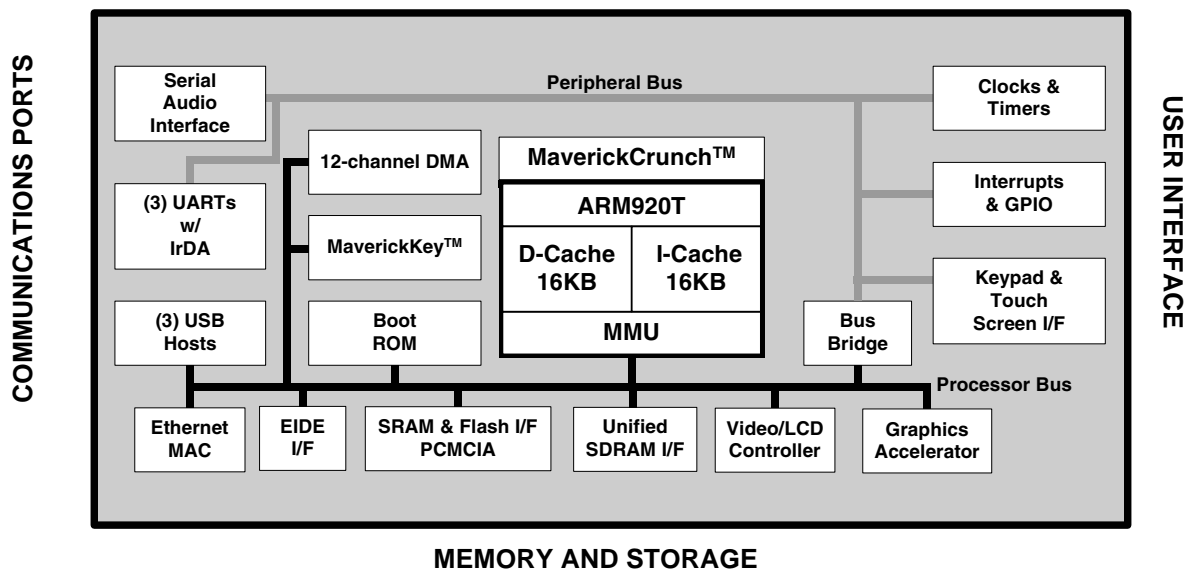 COMMUNICATIONS PORTS
Serial
Audio
Interface
Peripheral Bus
Clocks &
Timers
12-channel DMA
MaverickCrunch™
(3) UARTs
w/
IrDA
ARM920T
Interrupts
& GPIO
MaverickKey™
D-Cache
16KB
I-Cache
16KB
Keypad &
Touch
Screen I/F
(3) USB
Hosts
Boot
ROM
MMU
Bus
Bridge
Processor Bus
Ethernet
MAC
EIDE
I/F
SRAM & Flash I/F
PCMCIA
Unified
SDRAM I/F
Video/LCD
Controller
Graphics
Accelerator
USER INTERFACE
MEMORY AND STORAGE